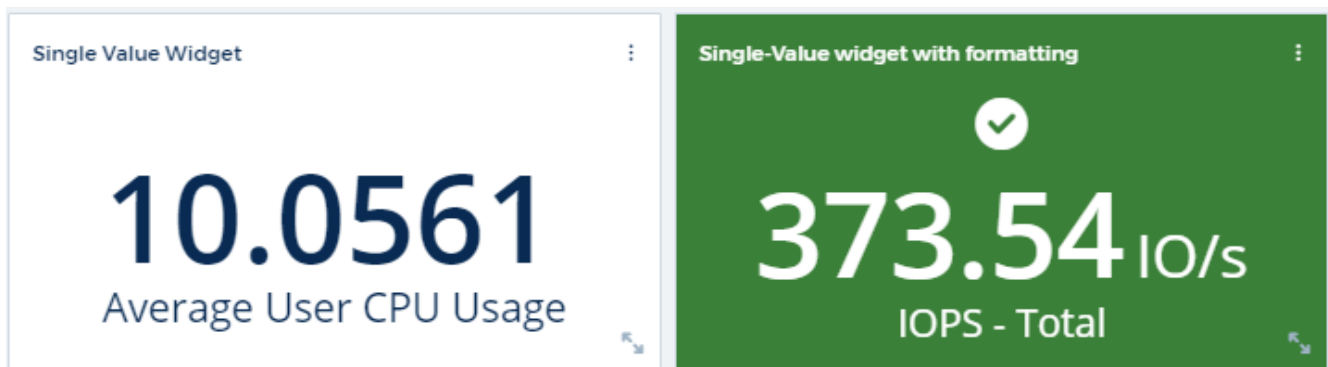 Single Value Widget
10.0561
Average User CPU Usage
Single-Value widget with formatting
373.54 IO/s
IOPS - Total